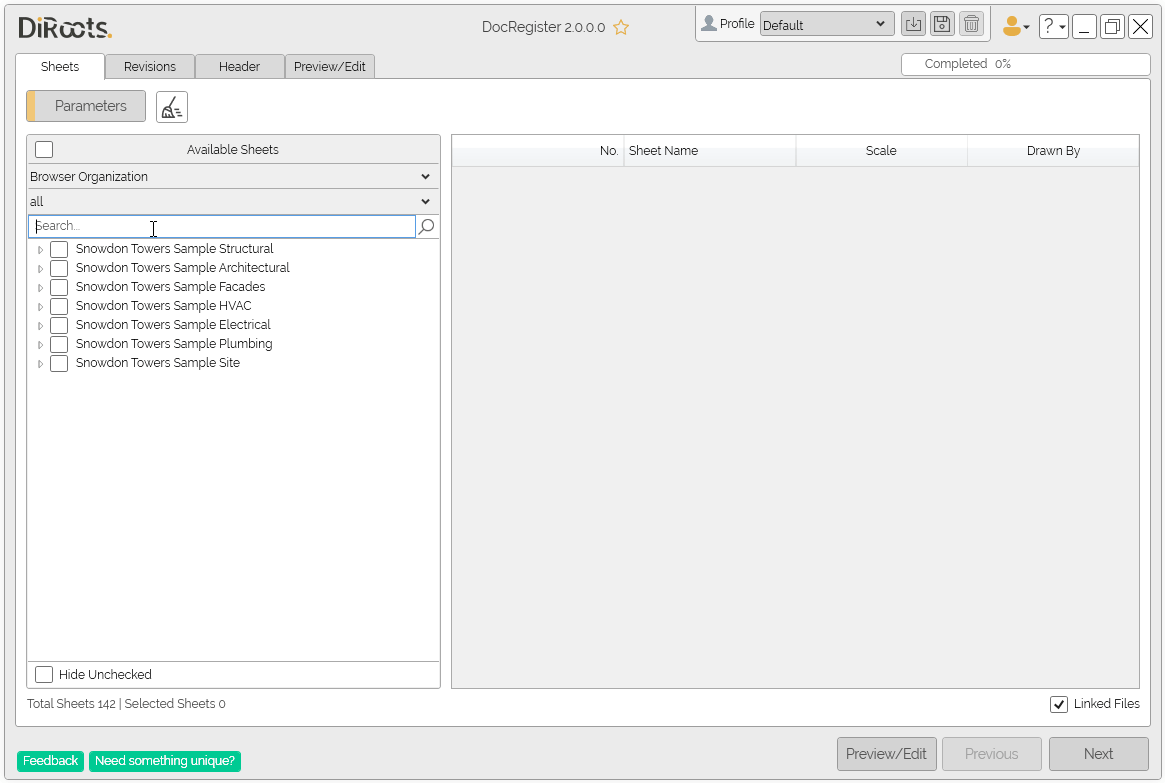 DiRoots.
DocRegister 2.0.0.0
Profile
Default
?
Sheets
Revisions
Header
Preview/Edit
Completed 0%
Parameters
Available Sheets
Browser Organization
all
Search...
Snowdon Towers Sample Structural
Snowdon Towers Sample Architectural
Snowdon Towers Sample Facades
Snowdon Towers Sample HVAC
Snowdon Towers Sample Electrical
Snowdon Towers Sample Plumbing
Snowdon Towers Sample Site
Hide Unchecked
No.
Sheet Name
Scale
Drawn By
Total Sheets 142 | Selected Sheets 0
Linked Files
Feedback
Need something unique?
Preview/Edit
Previous
Next